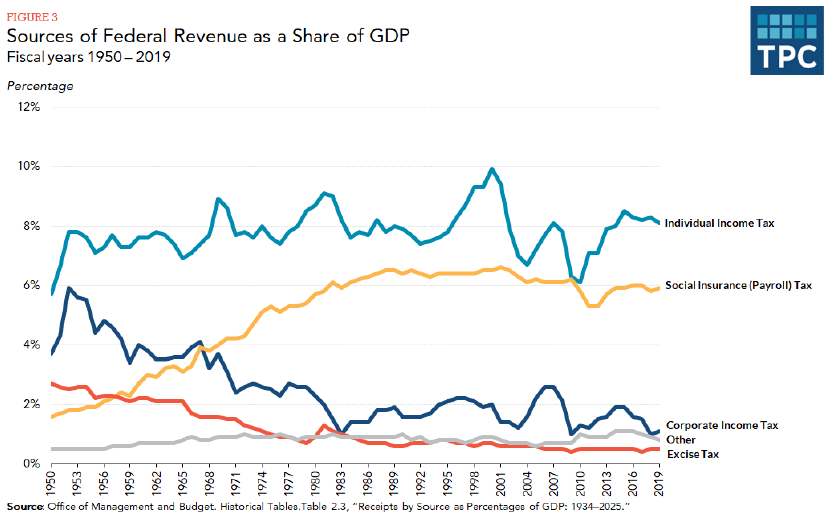 FIGURE 3
Sources of Federal Revenue as a Share of GDP
Fiscal years 1950 – 2019
TPC
Percentage
12%
10%
8%
6%
4%
2%
0%
Individual Income Tax
Social Insurance (Payroll) Tax
Corporate Income Tax
Other
Excise Tax
1950 1953 1956 1959 1962 1965 1968 1971 1974 1977 1980 1983 1986 1989 1992 1995 1998 2001 2004 2007 2010 2013 2016 2019
Source: Office of Management and Budget. Historical Tables.Table 2.3, “Receipts by Source as Percentages of GDP: 1934–2025.”